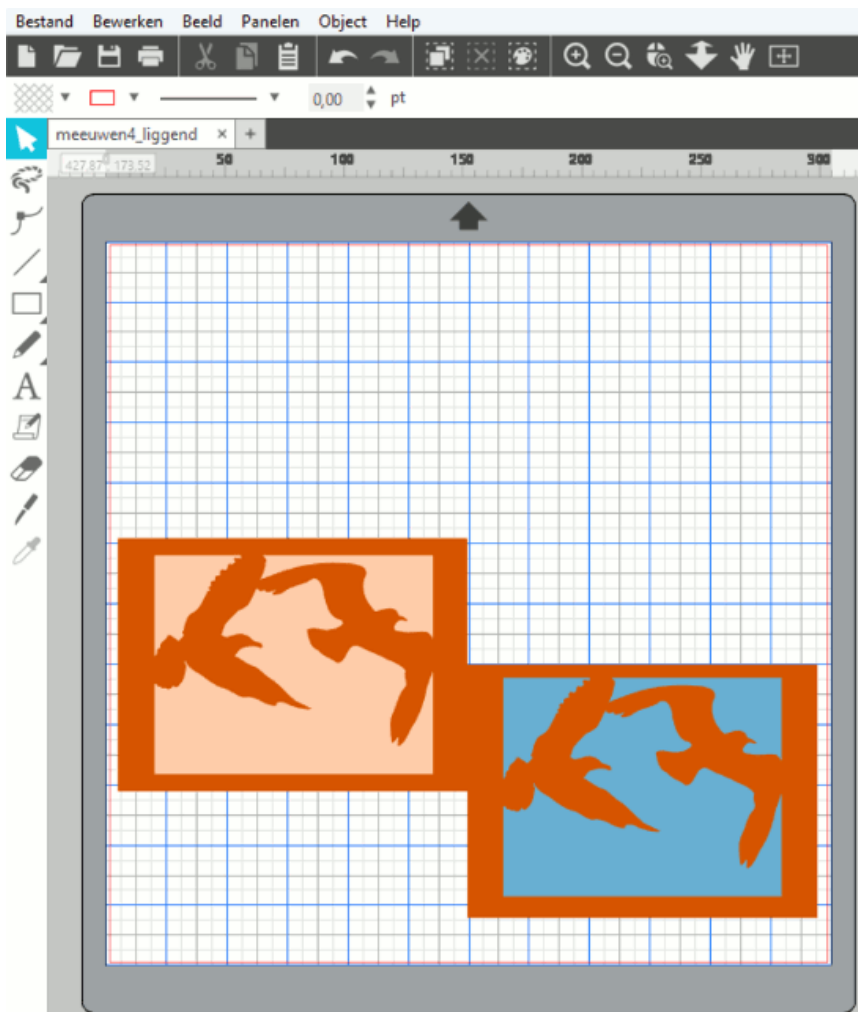 Bestand Bewerken Beeld Panelen Object Help
0,00 pt
meeuwen4_liggend × +
427.87 , 173.52 50 100 150 200 250 300
A